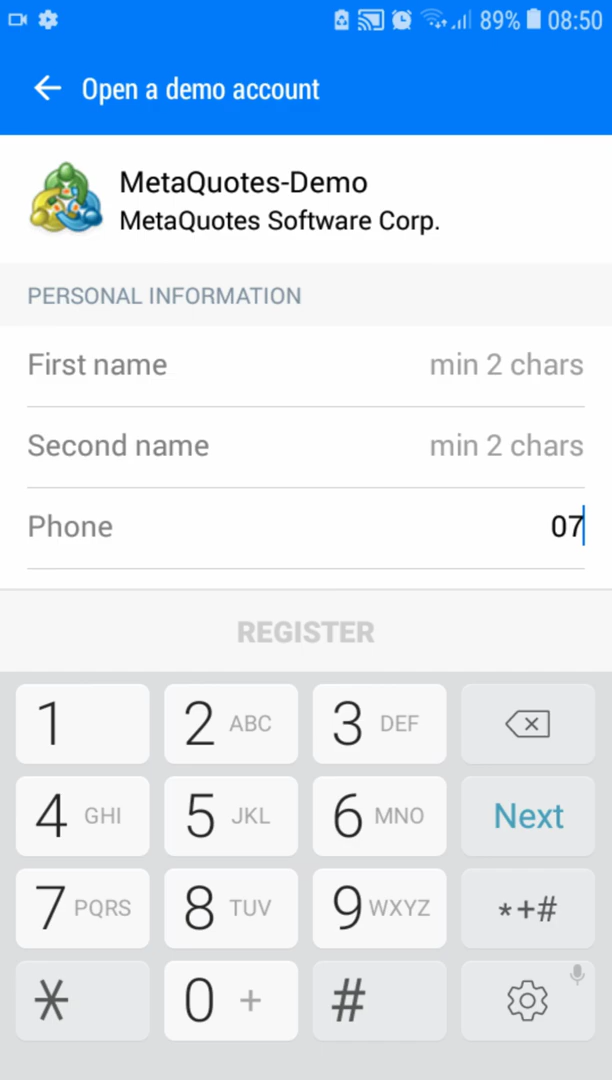 89% 08:50
Open a demo account
MetaQuotes-Demo
MetaQuotes Software Corp.
PERSONAL INFORMATION
First name min 2 chars
Second name min 2 chars
Phone 07
REGISTER
1 2 ABC 3 DEF
4 GHI 5 JKL 6 MNO Next
7 PQRS 8 TUV 9 WXYZ *+#
* 0 + #